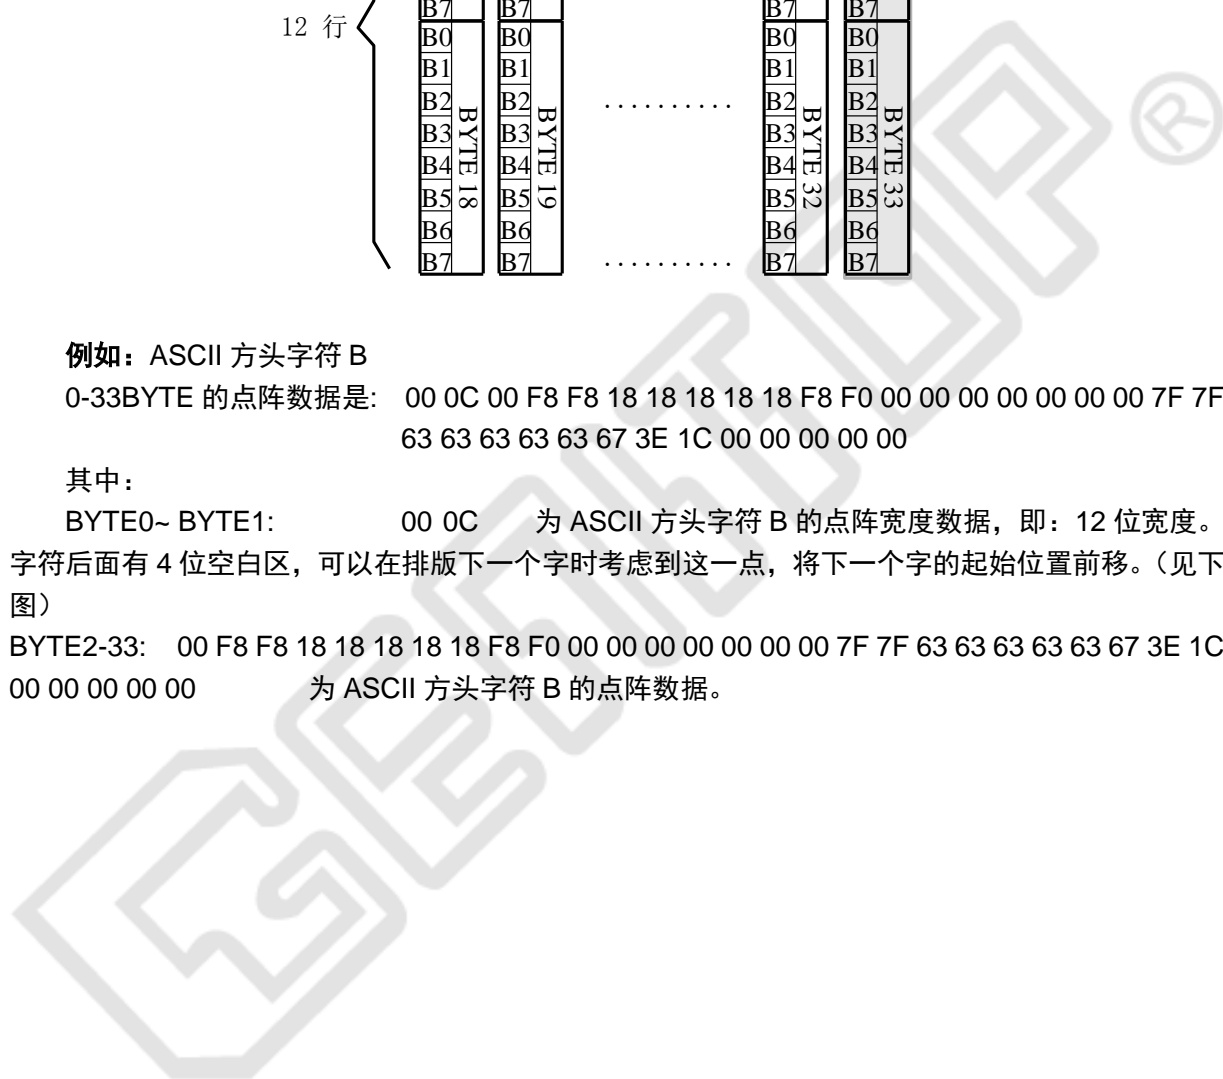 B7 B7 B7 B7
12 行
B0 B0 B0 B0
B1 B1 B1 B1
B2 B2 .......... B2 B2
B3 B3 B3 B3
B4 B4 B4 B4
B5 B5 B5 B5
B6 B6 B6 B6
B7 B7 .......... B7 B7
BYTE 18
BYTE 19
BYTE 32
BYTE 33
例如：ASCII 方头字符 B
0-33BYTE 的点阵数据是: 00 0C 00 F8 F8 18 18 18 18 18 F8 F0 00 00 00 00 00 00 00 7F 7F
63 63 63 63 63 67 3E 1C 00 00 00 00 00
其中：
BYTE0~ BYTE1: 00 0C 为 ASCII 方头字符 B 的点阵宽度数据，即：12 位宽度。
字符后面有 4 位空白区，可以在排版下一个字时考虑到这一点，将下一个字的起始位置前移。（见下
图）
BYTE2-33: 00 F8 F8 18 18 18 18 18 F8 F0 00 00 00 00 00 00 00 7F 7F 63 63 63 63 63 67 3E 1C
00 00 00 00 00 为 ASCII 方头字符 B 的点阵数据。
GENITOP®